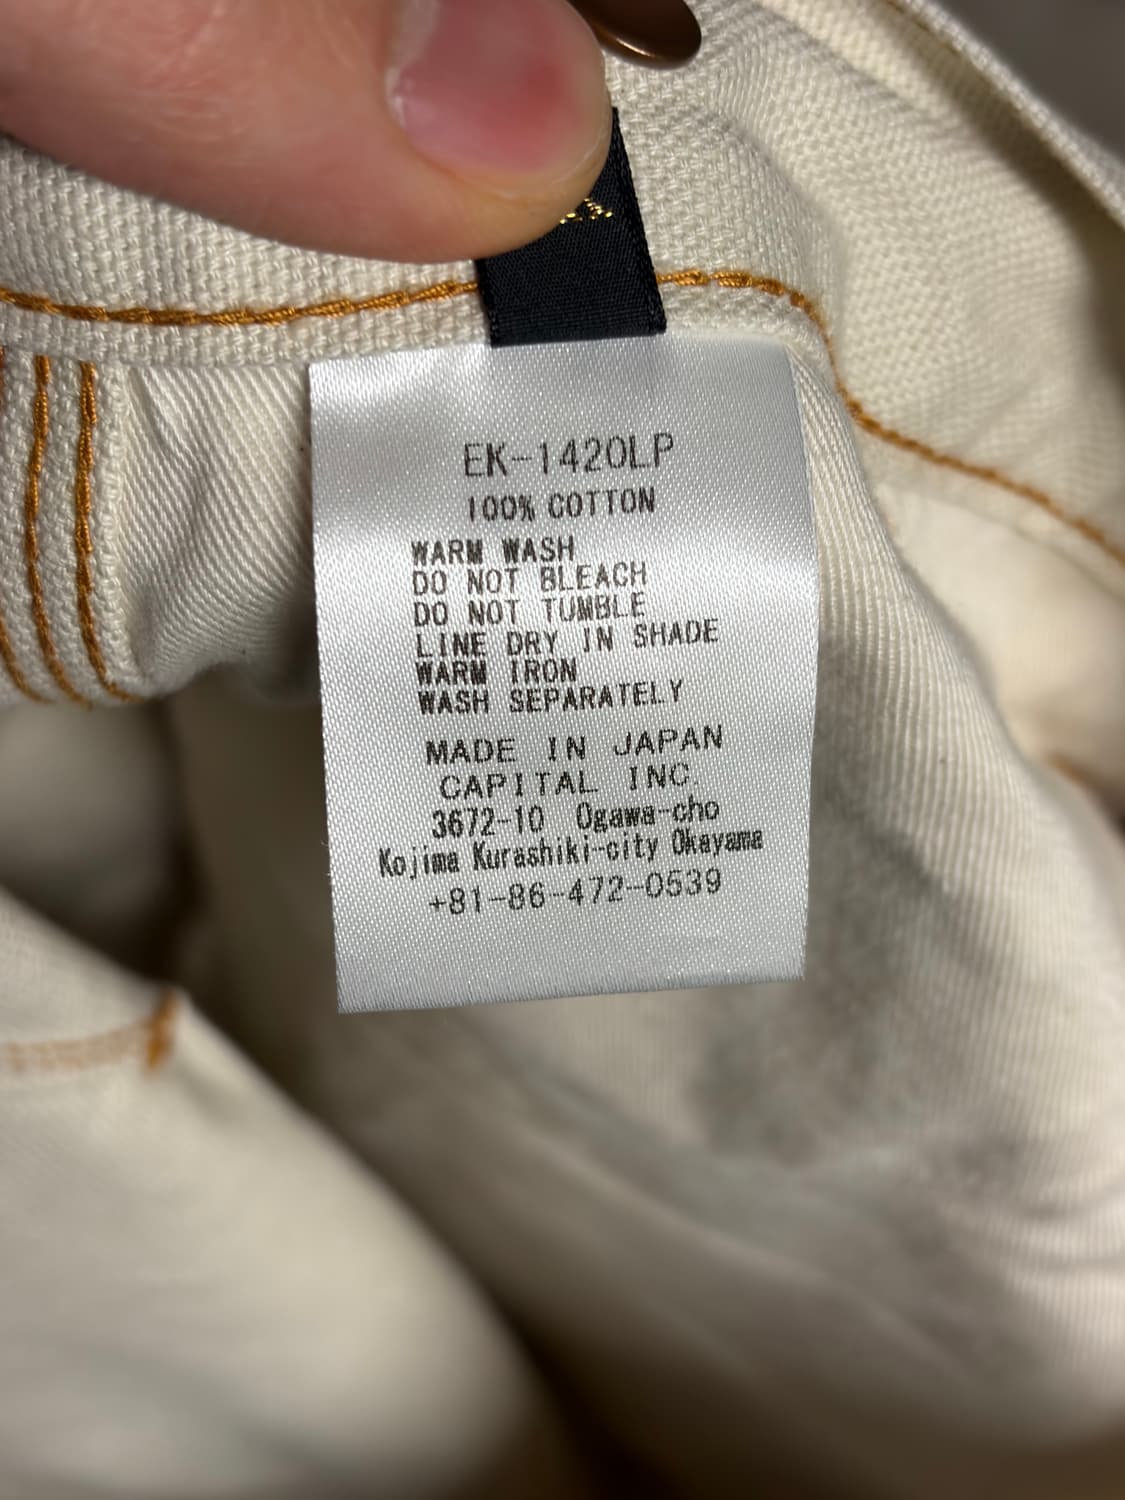 EK-1420LP
100% COTTON
WARM WASH
DO NOT BLEACH
DO NOT TUMBLE
LINE DRY IN SHADE
WARM IRON
WASH SEPARATELY
MADE IN JAPAN
CAPITAL INC.
3672-10 Ogawa-cho
Kojima Kurashiki-city Okayama
+81-86-472-0539